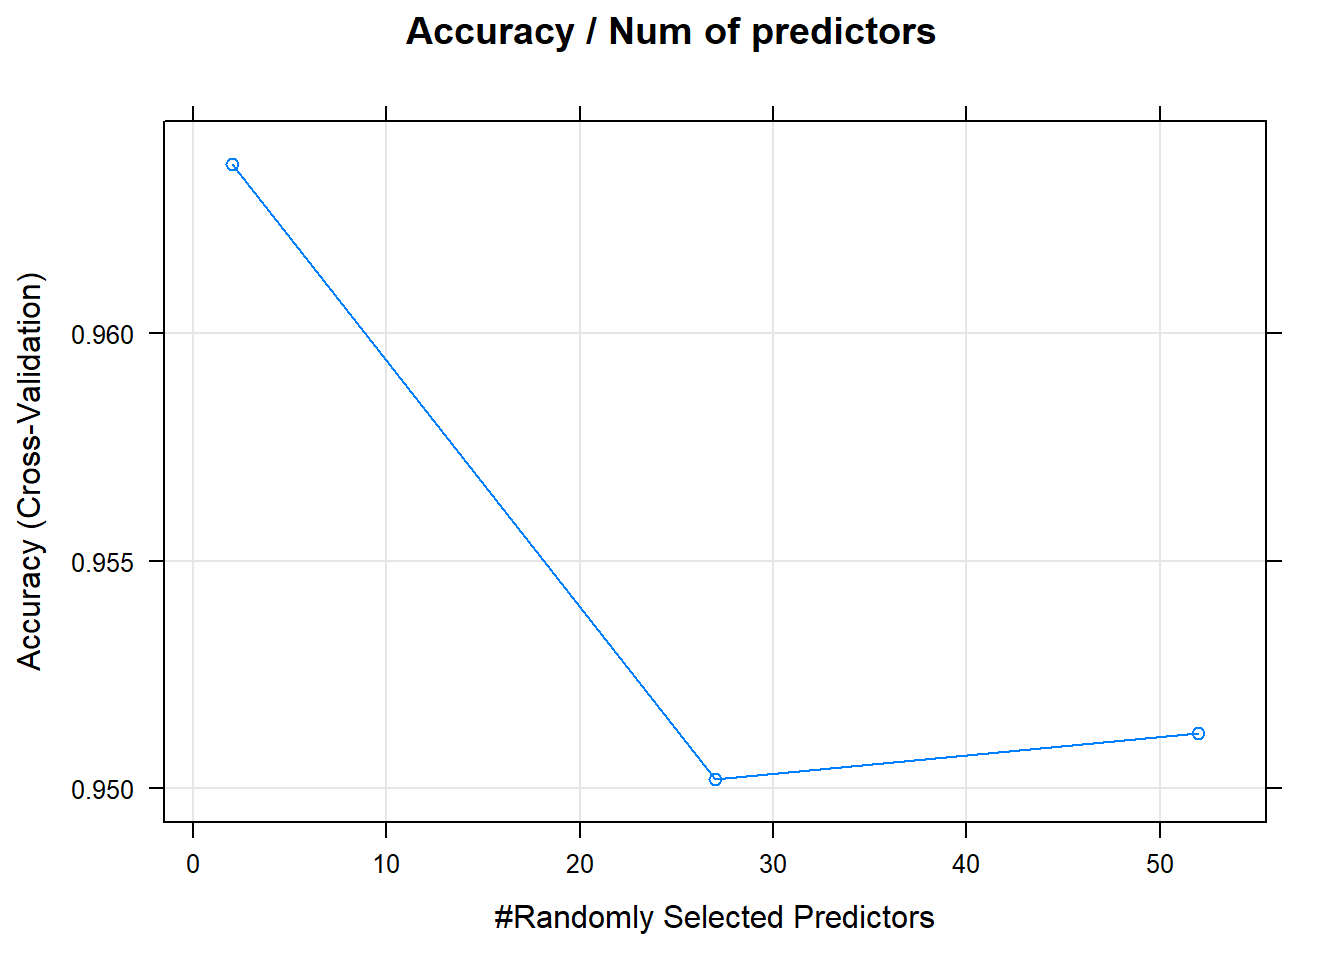 Accuracy / Num of predictors
Accuracy (Cross-Validation)
0.960
0.955
0.950
0 10 20 30 40 50
#Randomly Selected Predictors